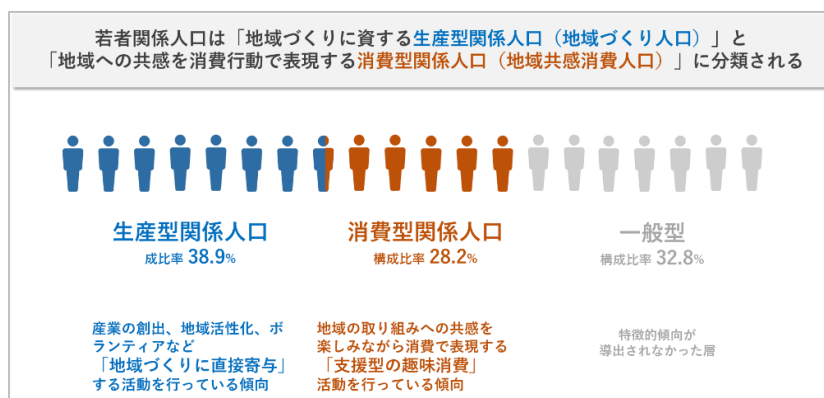 若者関係人口は「地域づくりに資する生産型関係人口（地域づくり人口）」と
「地域への共感を消費行動で表現する消費型関係人口（地域共感消費人口）」に分類される
生産型関係人口
成比率 38.9%
産業の創出、地域活性化、ボ
ランティアなど
「地域づくりに直接寄与」
する活動を行っている傾向
消費型関係人口
構成比率 28.2%
地域の取り組みへの共感を
楽しみながら消費で表現する
「支援型の趣味消費」
活動を行っている傾向
一般型
構成比率 32.8%
特徴的傾向が
導出されなかった層